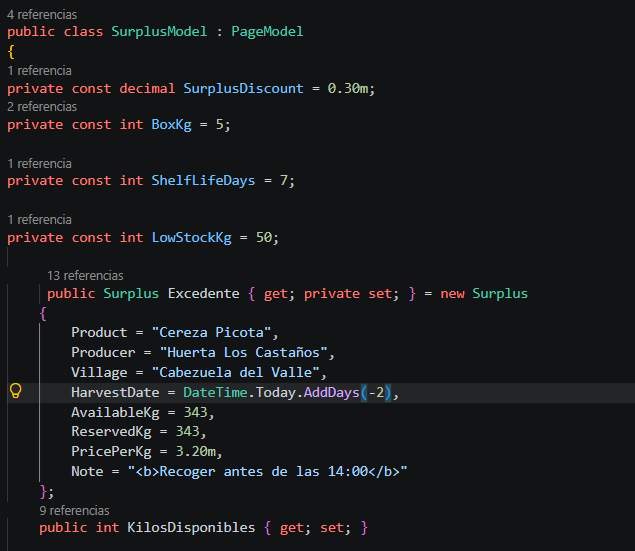 4 referencias
public class SurplusModel : PageModel
{
1 referencia
private const decimal SurplusDiscount = 0.30m;
2 referencias
private const int BoxKg = 5;
1 referencia
private const int ShelfLifeDays = 7;
1 referencia
private const int LowStockKg = 50;
13 referencias
public Surplus Excedente { get; private set; } = new Surplus
{
Product = "Cereza Picota",
Producer = "Huerta Los Castaños",
Village = "Cabezuela del Valle",
HarvestDate = DateTime.Today.AddDays(-2),
AvailableKg = 343,
ReservedKg = 343,
PricePerKg = 3.20m,
Note = "<b>Recoger antes de las 14:00</b>"
};
9 referencias
public int KilosDisponibles { get; set; }